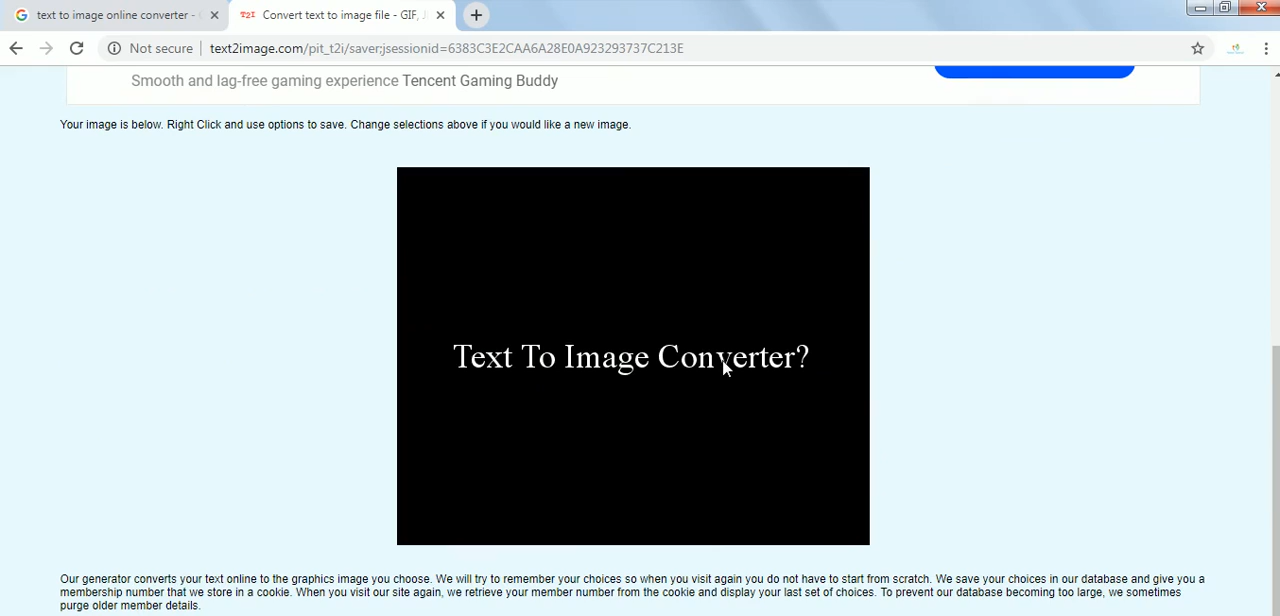 text to image online converter -
Convert text to image file - GIF,
Not secure
text2image.com/pit_t2i/saver;jsessionid=6383C3E2CAA6A28E0A923293737C213E
Smooth and lag-free gaming experience Tencent Gaming Buddy
Your image is below. Right Click and use options to save. Change selections above if you would like a new image.
Text To Image Converter?
Our generator converts your text online to the graphics image you choose. We will try to remember your choices so when you visit again you do not have to start from scratch. We save your choices in our database and give you a
membership number that we store in a cookie. When you visit our site again, we retrieve your member number from the cookie and display your last set of choices. To prevent our database becoming too large, we sometimes
purge older member details.